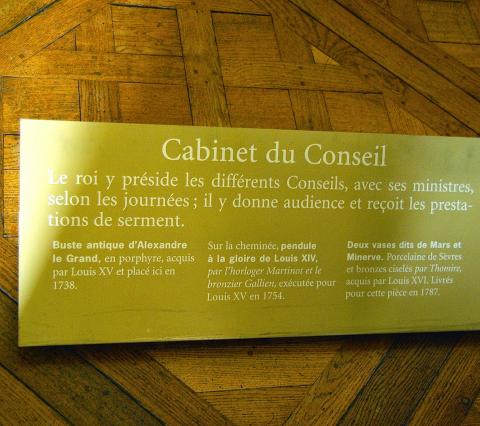 Cabinet du Conseil
Le roi y préside les différents Conseils, avec ses ministres,
selon les journées ; il y donne audience et reçoit les presta-
tions de serment.
Buste antique d'Alexandre
le Grand, en porphyre, acquis
par Louis XV et placé ici en
1738.
Sur la cheminée, pendule
à la gloire de Louis XIV,
par l'horloger Martinot et le
bronzier Gallien, exécutée pour
Louis XV en 1754.
Deux vases dits de Mars et
Minerve. Porcelaine de Sèvres
et bronzes ciselés par Thomire,
acquis par Louis XVI. Livrés
pour cette pièce en 1787.